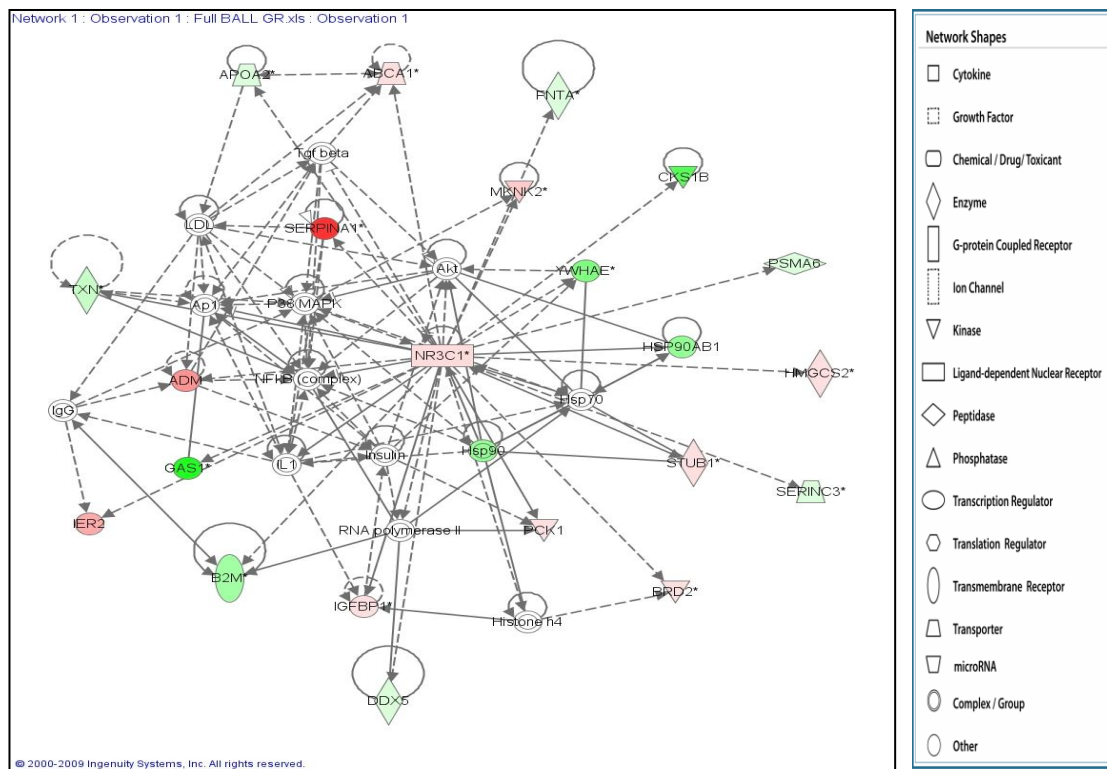 Network 1 : Observation 1 : Full BALL GR.xls : Observation 1
APOA2*
ABCA1*
FNTA*
Tgf beta
MKNK2*
CKS1B
LDL
SERPINA1*
Akt
YWHAE*
PSMA6
TXN*
Ap1
P38 MAPK
HSP90AB1
NR3C1*
HMGCS2*
ADM
NFkB (complex)
Hsp70
IgG
GAS1*
IL1
Insulin
Hsp90
STUB1*
SERINC3*
IER2
RNA polymerase II
PCK1
B2M*
IGFBP1*
BRD2*
Histone h4
DDX5
© 2000-2009 Ingenuity Systems, Inc. All rights reserved.
Network Shapes
Cytokine
Growth Factor
Chemical / Drug/ Toxicant
Enzyme
G-protein Coupled Receptor
Ion Channel
Kinase
Ligand-dependent Nuclear Receptor
Peptidase
Phosphatase
Transcription Regulator
Translation Regulator
Transmembrane Receptor
Transporter
microRNA
Complex / Group
Other